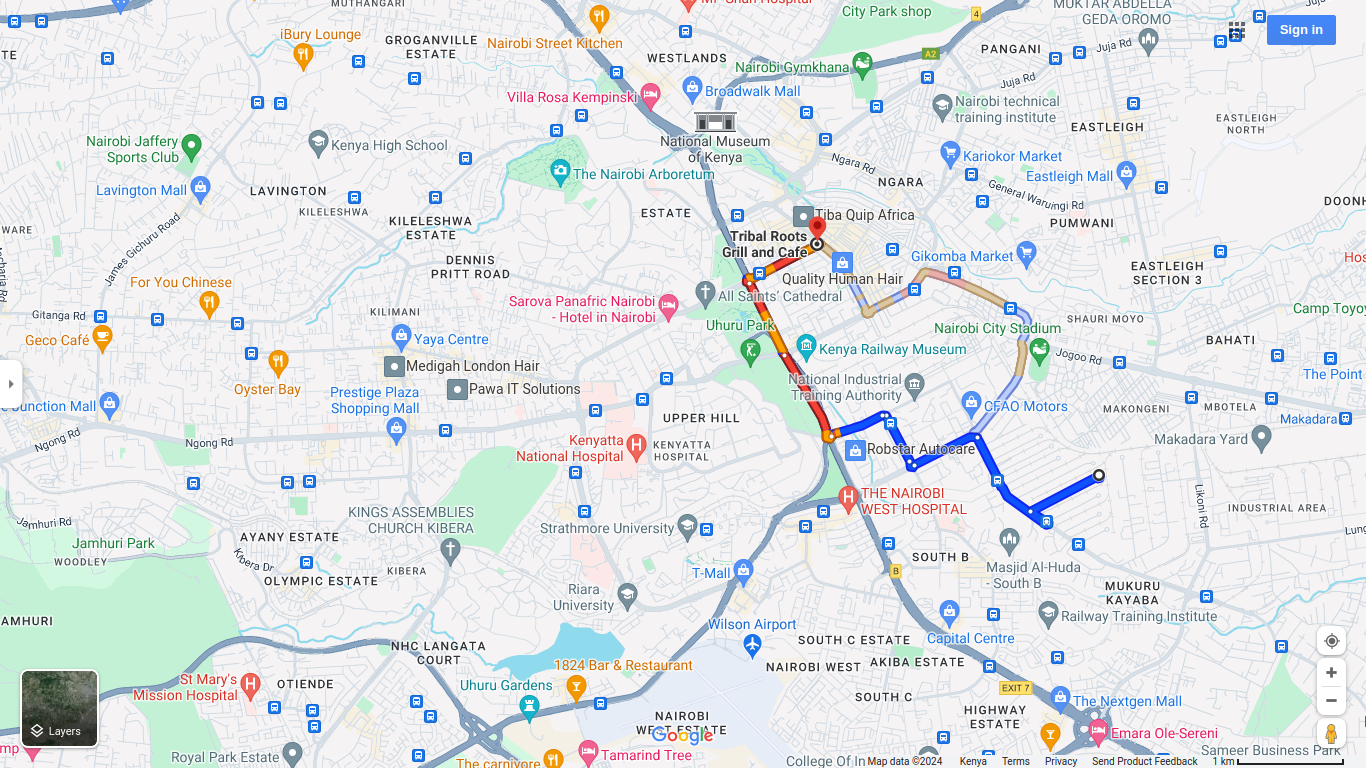 MUTHANGARI
GROGANVILLE
ESTATE
iBury Lounge
Nairobi Street Kitchen
City Park shop
4
MUKTAR ABDELLA
GEDA OROMO
Sign in
PANGANI
Juja Rd
WESTLANDS
A2
Nairobi Gymkhana
Juja Rd
Villa Rosa Kempinski
Broadwalk Mall
Nairobi technical
training institute
EASTLEIGH
EASTLEIGH
NORTH
Nairobi Jaffery
Sports Club
Kenya High School
National Museum
of Kenya
Ngara Rd
Kariokor Market
Eastleigh Mall
Lavington Mall
LAVINGTON
The Nairobi Arboretum
NGARA
General Waruingi Rd
KILELESHWA
KILELESHWA
ESTATE
ESTATE
Tiba Quip Africa
PUMWANI
James Gichuru Road
Tribal Roots
Grill and Café
Gikomba Market
DENNIS
PRITT ROAD
Quality Human Hair
EASTLEIGH
SECTION 3
For You Chinese
All Saints' Cathedral
Sarova Panafric Nairobi
- Hotel in Nairobi
Gitanga Rd
KILIMANI
Uhuru Park
Nairobi City Stadium
SHAURI MOYO
Geco Café
Yaya Centre
Kenya Railway Museum
BAHATI
Jogoo Rd
Medigah London Hair
Oyster Bay
Pawa IT Solutions
National Industrial
Training Authority
The Point
Prestige Plaza
Shopping Mall
CFAO Motors
MAKONGENI
MBOTELA
Junction Mall
UPPER HILL
Makadara
Ngong Rd
Ngong Rd
Kenyatta
National Hospital
KENYATTA
HOSPITAL
Robstar Autocare
Makadara Yard
Likoni Rd
THE NAIROBI
WEST HOSPITAL
INDUSTRIAL AREA
KINGS ASSEMBLIES
CHURCH KIBERA
Strathmore University
Jamhuri Rd
Jamhuri Park
AYANY ESTATE
WOODLEY
Kibera Dr
KIBERA
OLYMPIC ESTATE
T-Mall
B
SOUTH B
Masjid Al-Huda
- South B
MUKURU
KAYABA
Riara
University
Wilson Airport
Capital Centre
Railway Training Institute
SOUTH C ESTATE
NHC LANGATA
COURT
1824 Bar & Restaurant
NAIROBI WEST
AKIBA ESTATE
St Mary's
Mission Hospital
OTIENDE
Uhuru Gardens
SOUTH C
EXIT 7
The Nextgen Mall
HIGHWAY
ESTATE
NAIROBI
WEST ESTATE
Google
Emara Ole-Sereni
Layers
Royal Park Estate
The carnivore
Tamarind Tree
Sameer Business Park
Map data ©2024
Kenya
Terms
Privacy
Send Product Feedback
1 km